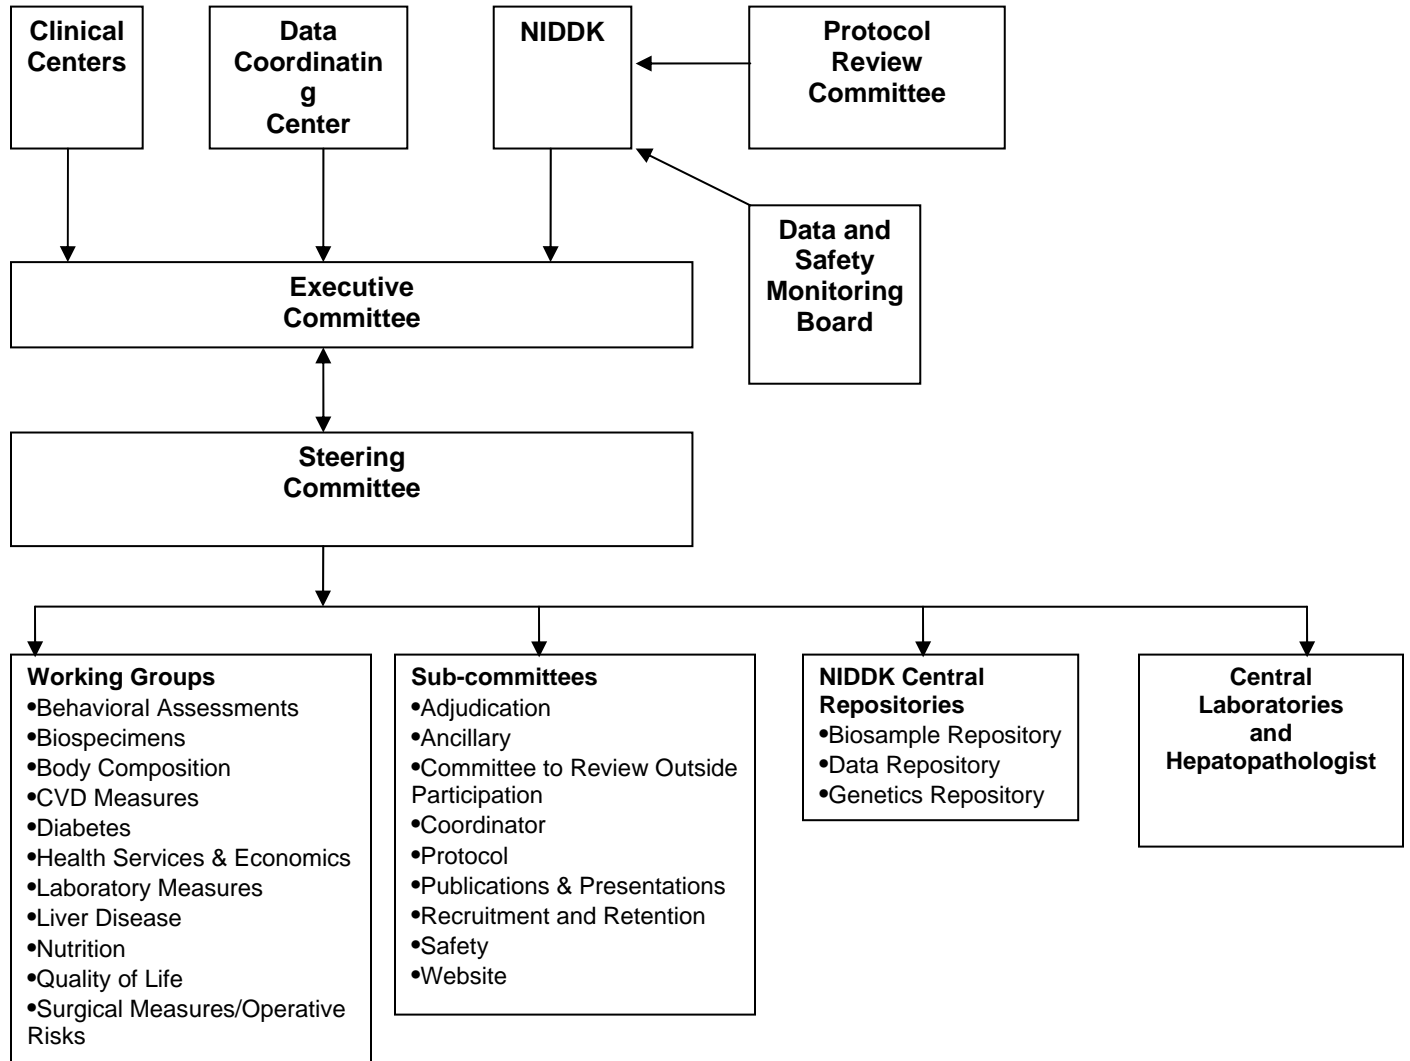 Clinical
Centers
Data
Coordinatin
g
Center
NIDDK
Protocol
Review
Committee
Data and
Safety
Monitoring
Board
Executive
Committee
Steering
Committee
Working Groups
•Behavioral Assessments
•Biospecimens
•Body Composition
•CVD Measures
•Diabetes
•Health Services & Economics
•Laboratory Measures
•Liver Disease
•Nutrition
•Quality of Life
•Surgical Measures/Operative
Risks
Sub-committees
•Adjudication
•Ancillary
•Committee to Review Outside
Participation
•Coordinator
•Protocol
•Publications & Presentations
•Recruitment and Retention
•Safety
•Website
NIDDK Central
Repositories
•Biosample Repository
•Data Repository
•Genetics Repository
Central
Laboratories
and
Hepatopathologist